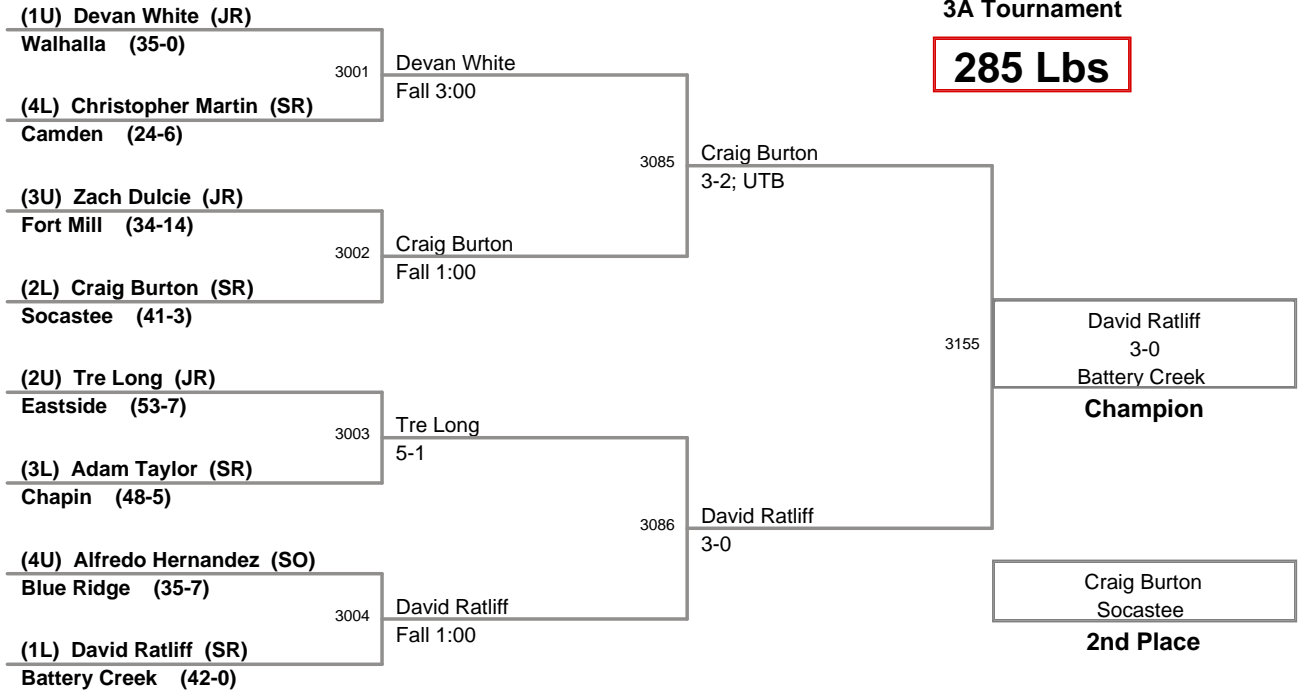 3A Tournament
285 Lbs
(1U) Devan White (JR)
Walhalla (35-0)
3001
Devan White
Fall 3:00
(4L) Christopher Martin (SR)
Camden (24-6)
3085
Craig Burton
3-2; UTB
(3U) Zach Dulcie (JR)
Fort Mill (34-14)
3002
Craig Burton
Fall 1:00
(2L) Craig Burton (SR)
Socastee (41-3)
3155
David Ratliff
3-0
Battery Creek
Champion
(2U) Tre Long (JR)
Eastside (53-7)
3003
Tre Long
5-1
(3L) Adam Taylor (SR)
Chapin (48-5)
3086
David Ratliff
3-0
(4U) Alfredo Hernandez (SO)
Blue Ridge (35-7)
3004
David Ratliff
Fall 1:00
(1L) David Ratliff (SR)
Battery Creek (42-0)
Craig Burton
Socastee
2nd Place